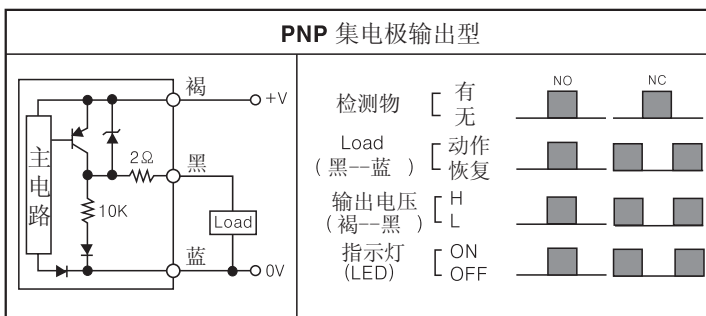 PNP 集电极输出型
褐
+V
主电路
2Ω
黑
10K
Load
蓝
0V
NO
NC
检测物
有
无
Load
(黑--蓝 )
动作
恢复
输出电压
(褐--黑 )
H
L
指示灯
(LED)
ON
OFF